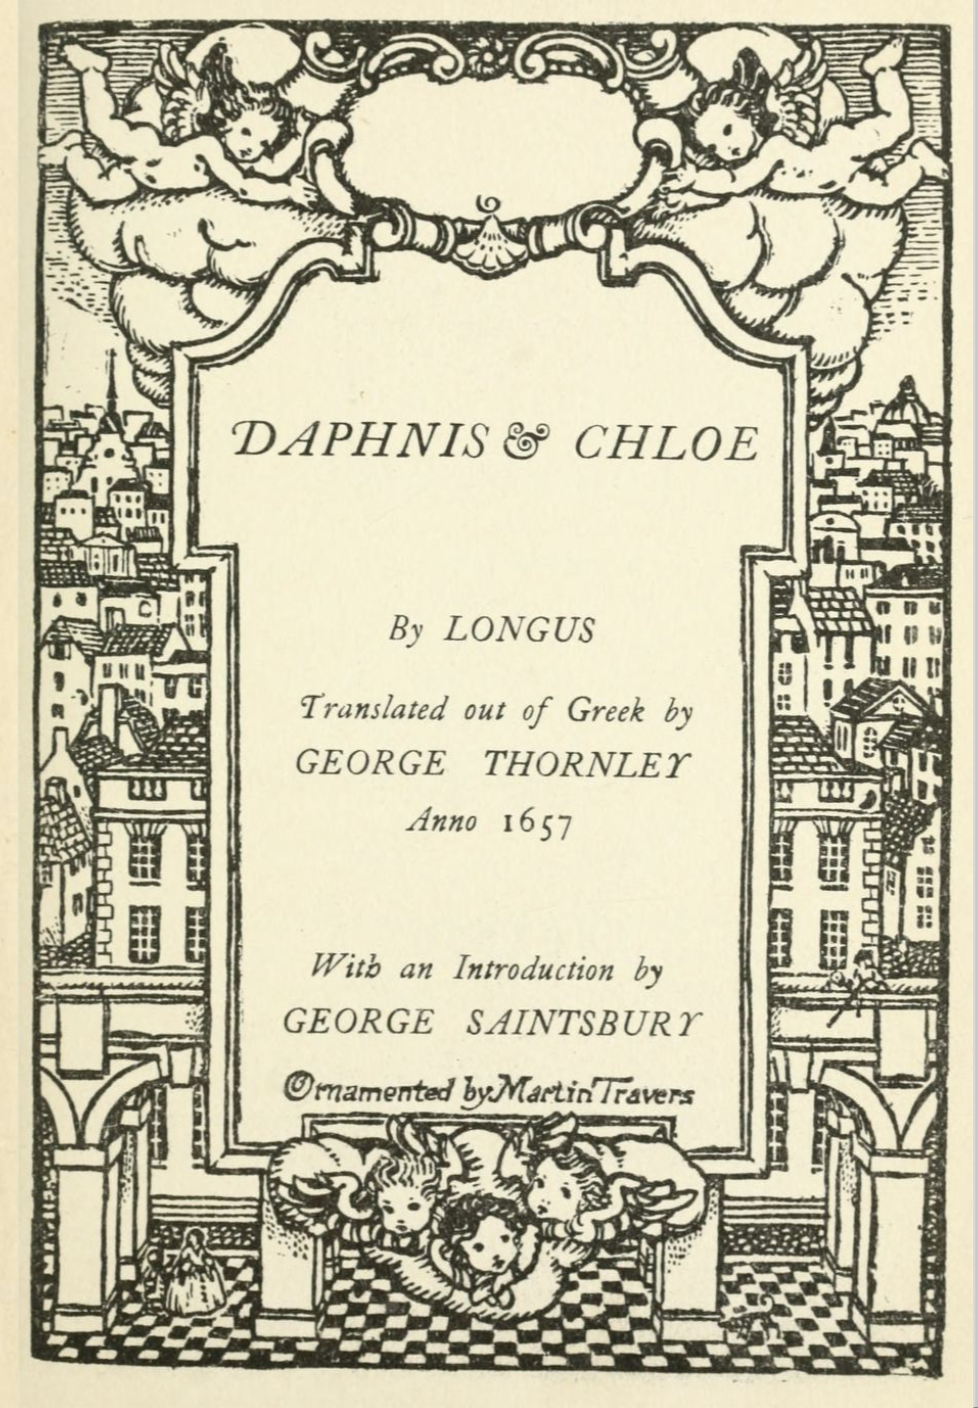 DAPHNIS & CHLOE
By LONGUS
Translated out of Greek by
GEORGE THORNLEY
Anno 1657
With an Introduction by
GEORGE SAINTSBURY
Ornamented by Martin Travers